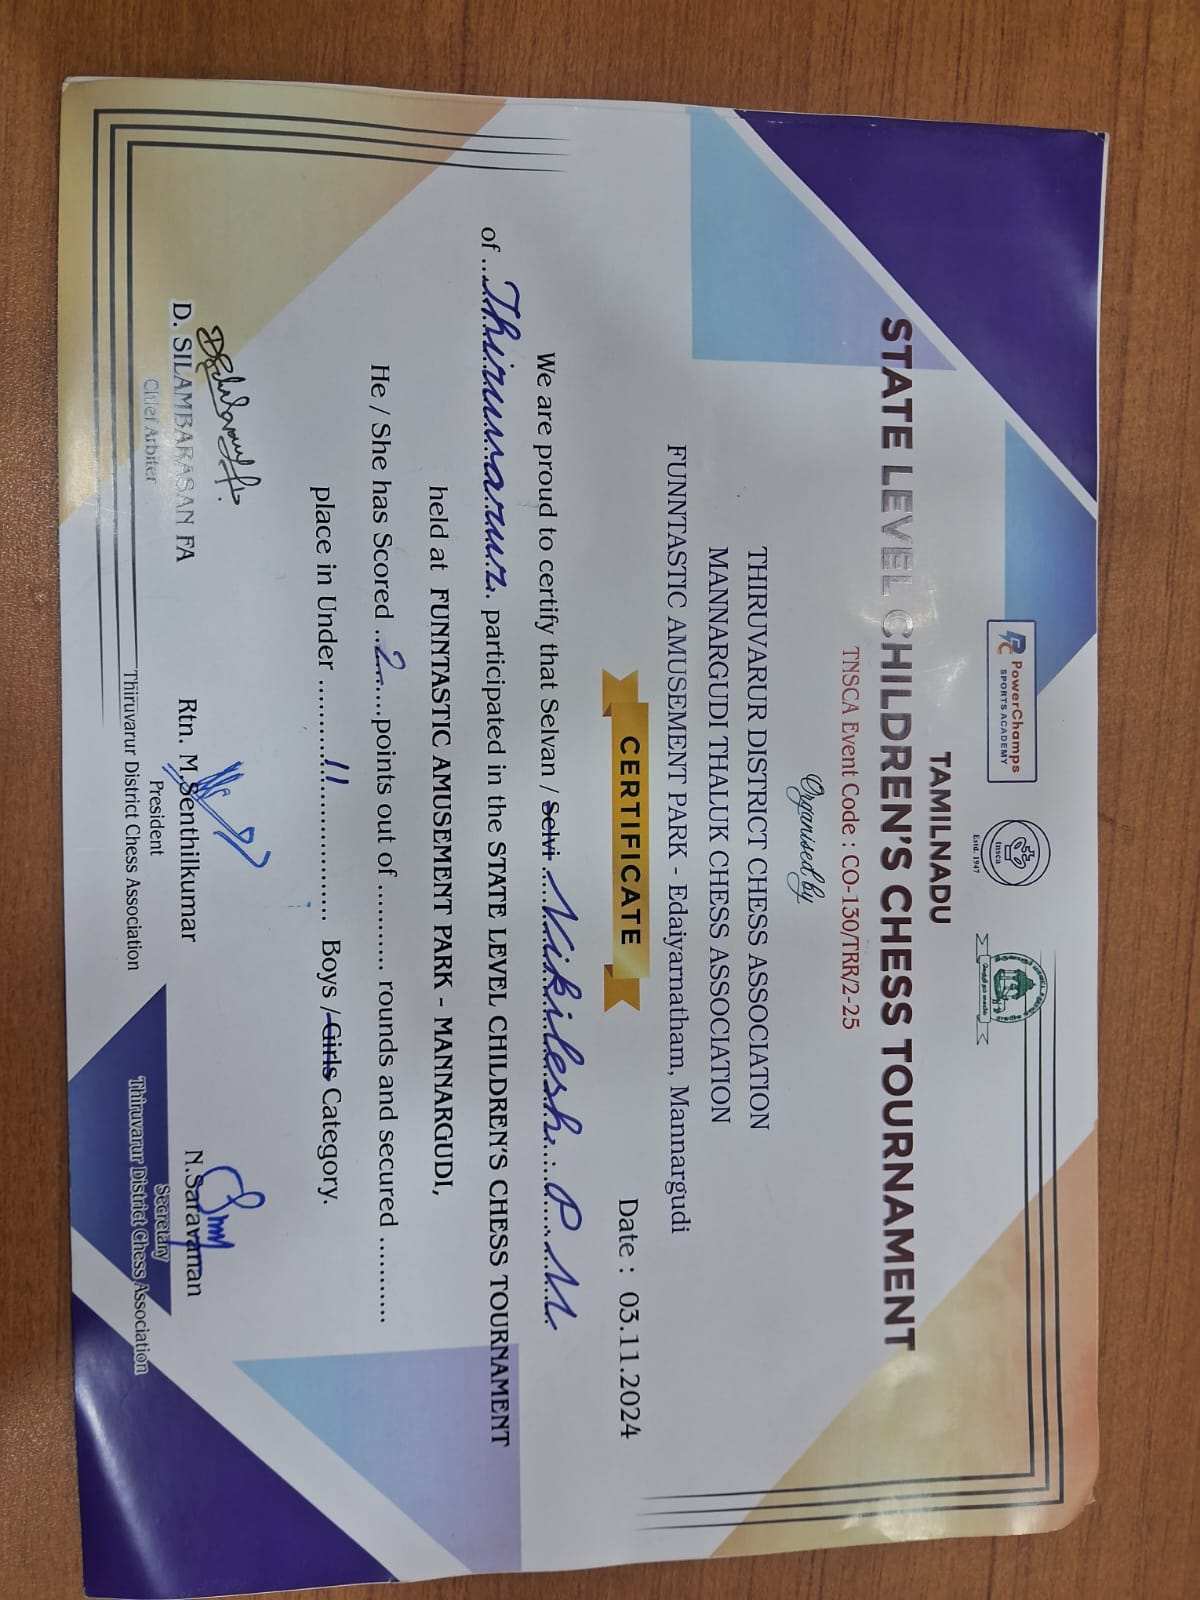 PowerChamps
SPORTS ACADEMY
tnsca
Estd. 1947
TAMILNADU
STATE LEVEL CHILDREN'S CHESS TOURNAMENT
TNSCA Event Code : CO-130/TRR/2-25
Organised by
THIRUVARUR DISTRICT CHESS ASSOCIATION
MANNARGUDI THALUK CHESS ASSOCIATION
FUNNTASTIC AMUSEMENT PARK - Edaiyarnatham, Mannargudi
CERTIFICATE
Date : 03.11.2024
We are proud to certify that Selvan / Selvi ..... Nikilesh.....P.M.
of ..Thiruvarur.. participated in the STATE LEVEL CHILDREN'S CHESS TOURNAMENT
held at FUNNTASTIC AMUSEMENT PARK - MANNARGUDI,
He / She has Scored ..2......points out of ........... rounds and secured ...........
place in Under ...........11.................. Boys / Girls Category.
D. SILAMBARASAN FA
Chief Arbiter
Rtn. M.Senthilkumar
President
Thiruvarur District Chess Association
N.Saravanan
Secretary
Thiruvarur District Chess Association